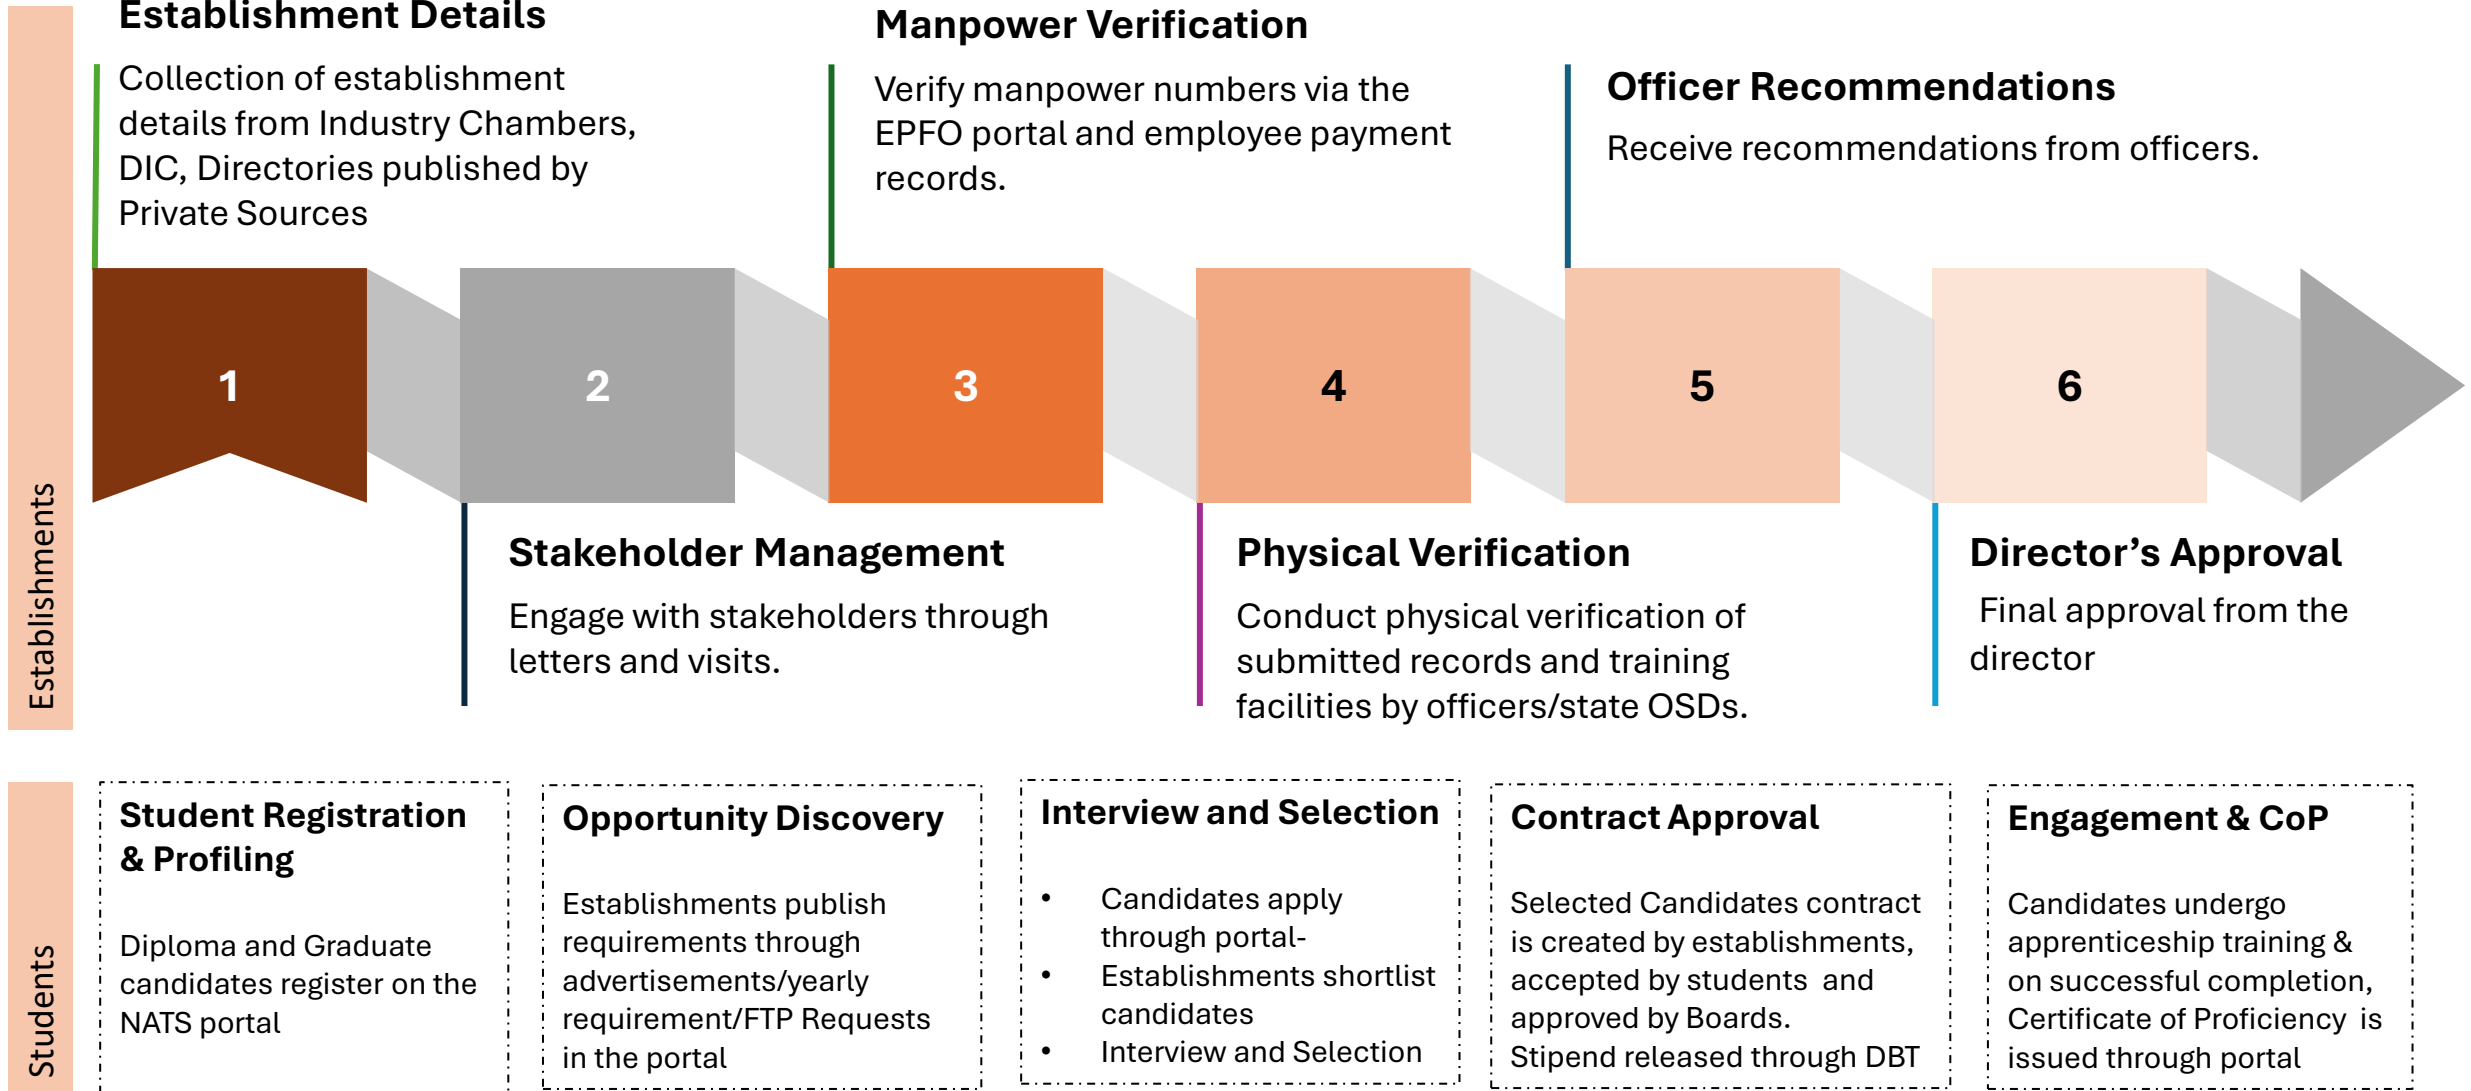 Establishment Details
Collection of establishment
details from Industry Chambers,
DIC, Directories published by
Private Sources
Manpower Verification
Verify manpower numbers via the
EPFO portal and employee payment
records.
Officer Recommendations
Receive recommendations from officers.
Establishments
1
2
3
4
5
6
Stakeholder Management
Engage with stakeholders through
letters and visits.
Physical Verification
Conduct physical verification of
submitted records and training
facilities by officers/state OSDs.
Director’s Approval
Final approval from the
director
Students
Student Registration
& Profiling
Diploma and Graduate
candidates register on the
NATS portal
Opportunity Discovery
Establishments publish
requirements through
advertisements/yearly
requirement/FTP Requests
in the portal
Interview and Selection
• Candidates apply
through portal-
• Establishments shortlist
candidates
• Interview and Selection
Contract Approval
Selected Candidates contract
is created by establishments,
accepted by students and
approved by Boards.
Stipend released through DBT
Engagement & CoP
Candidates undergo
apprenticeship training &
on successful completion,
Certificate of Proficiency is
issued through portal